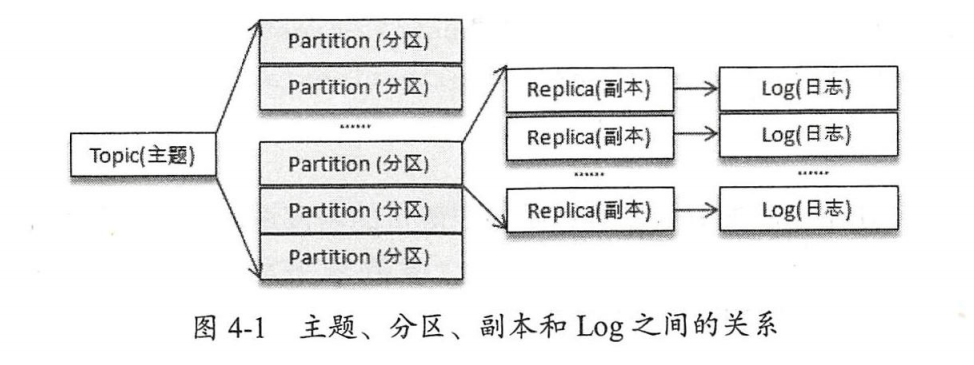 Topic(主题)
Partition (分区)
Partition (分区)
......
Partition (分区)
Partition (分区)
Partition (分区)
Replica(副本)
Replica(副本)
......
Replica(副本)
Log(日志)
Log(日志)
......
Log(日志)
图 4-1 主题、分区、副本和 Log 之间的关系